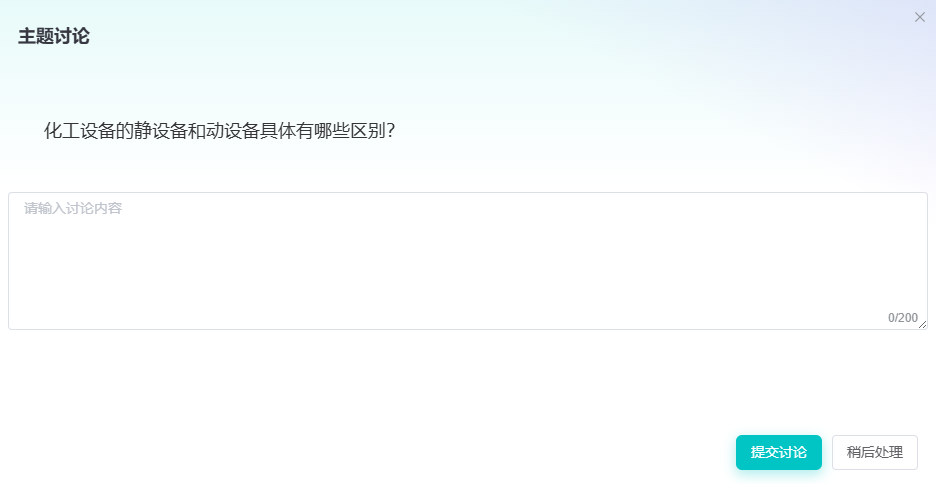 主题讨论
化工设备的静设备和动设备具体有哪些区别？
请输入讨论内容
0/200
提交讨论 稍后处理